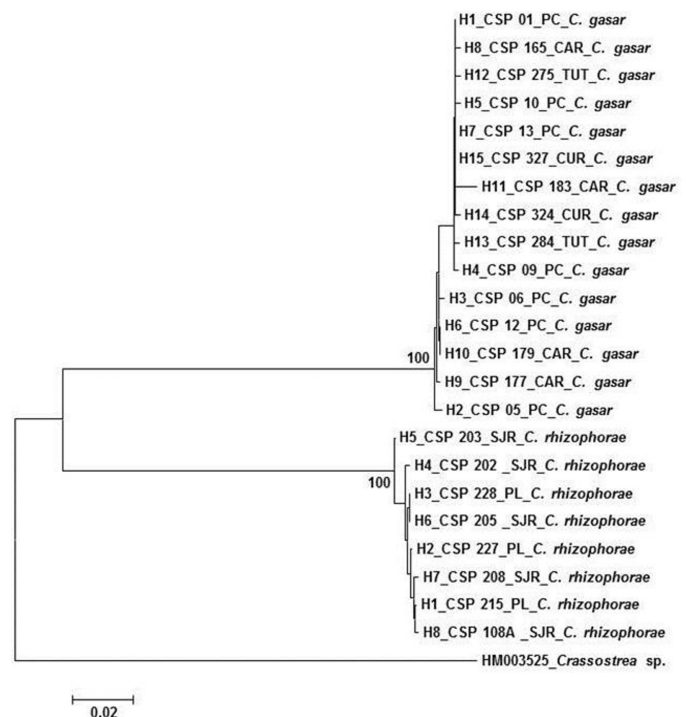 H1_CSP 01_PC_C. gasar
H8_CSP 165_CAR_C. gasar
H12_CSP 275_TUT_C. gasar
H5_CSP 10_PC_C. gasar
H7_CSP 13_PC_C. gasar
H15_CSP 327_CUR_C. gasar
H11_CSP 183_CAR_C. gasar
H14_CSP 324_CUR_C. gasar
H13_CSP 284_TUT_C. gasar
H4_CSP 09_PC_C. gasar
H3_CSP 06_PC_C. gasar
H6_CSP 12_PC_C. gasar
H10_CSP 179_CAR_C. gasar
100
H9_CSP 177_CAR_C. gasar
H2_CSP 05_PC_C. gasar
H5_CSP 203_SJR_C. rhizophorae
H4_CSP 202 _SJR_C. rhizophorae
100
H3_CSP 228_PL_C. rhizophorae
H6_CSP 205 _SJR_C. rhizophorae
H2_CSP 227_PL_C. rhizophorae
H7_CSP 208_SJR_C. rhizophorae
H1_CSP 215_PL_C. rhizophorae
H8_CSP 108A _SJR_C. rhizophorae
HM003525_Crassostrea sp.
0.02